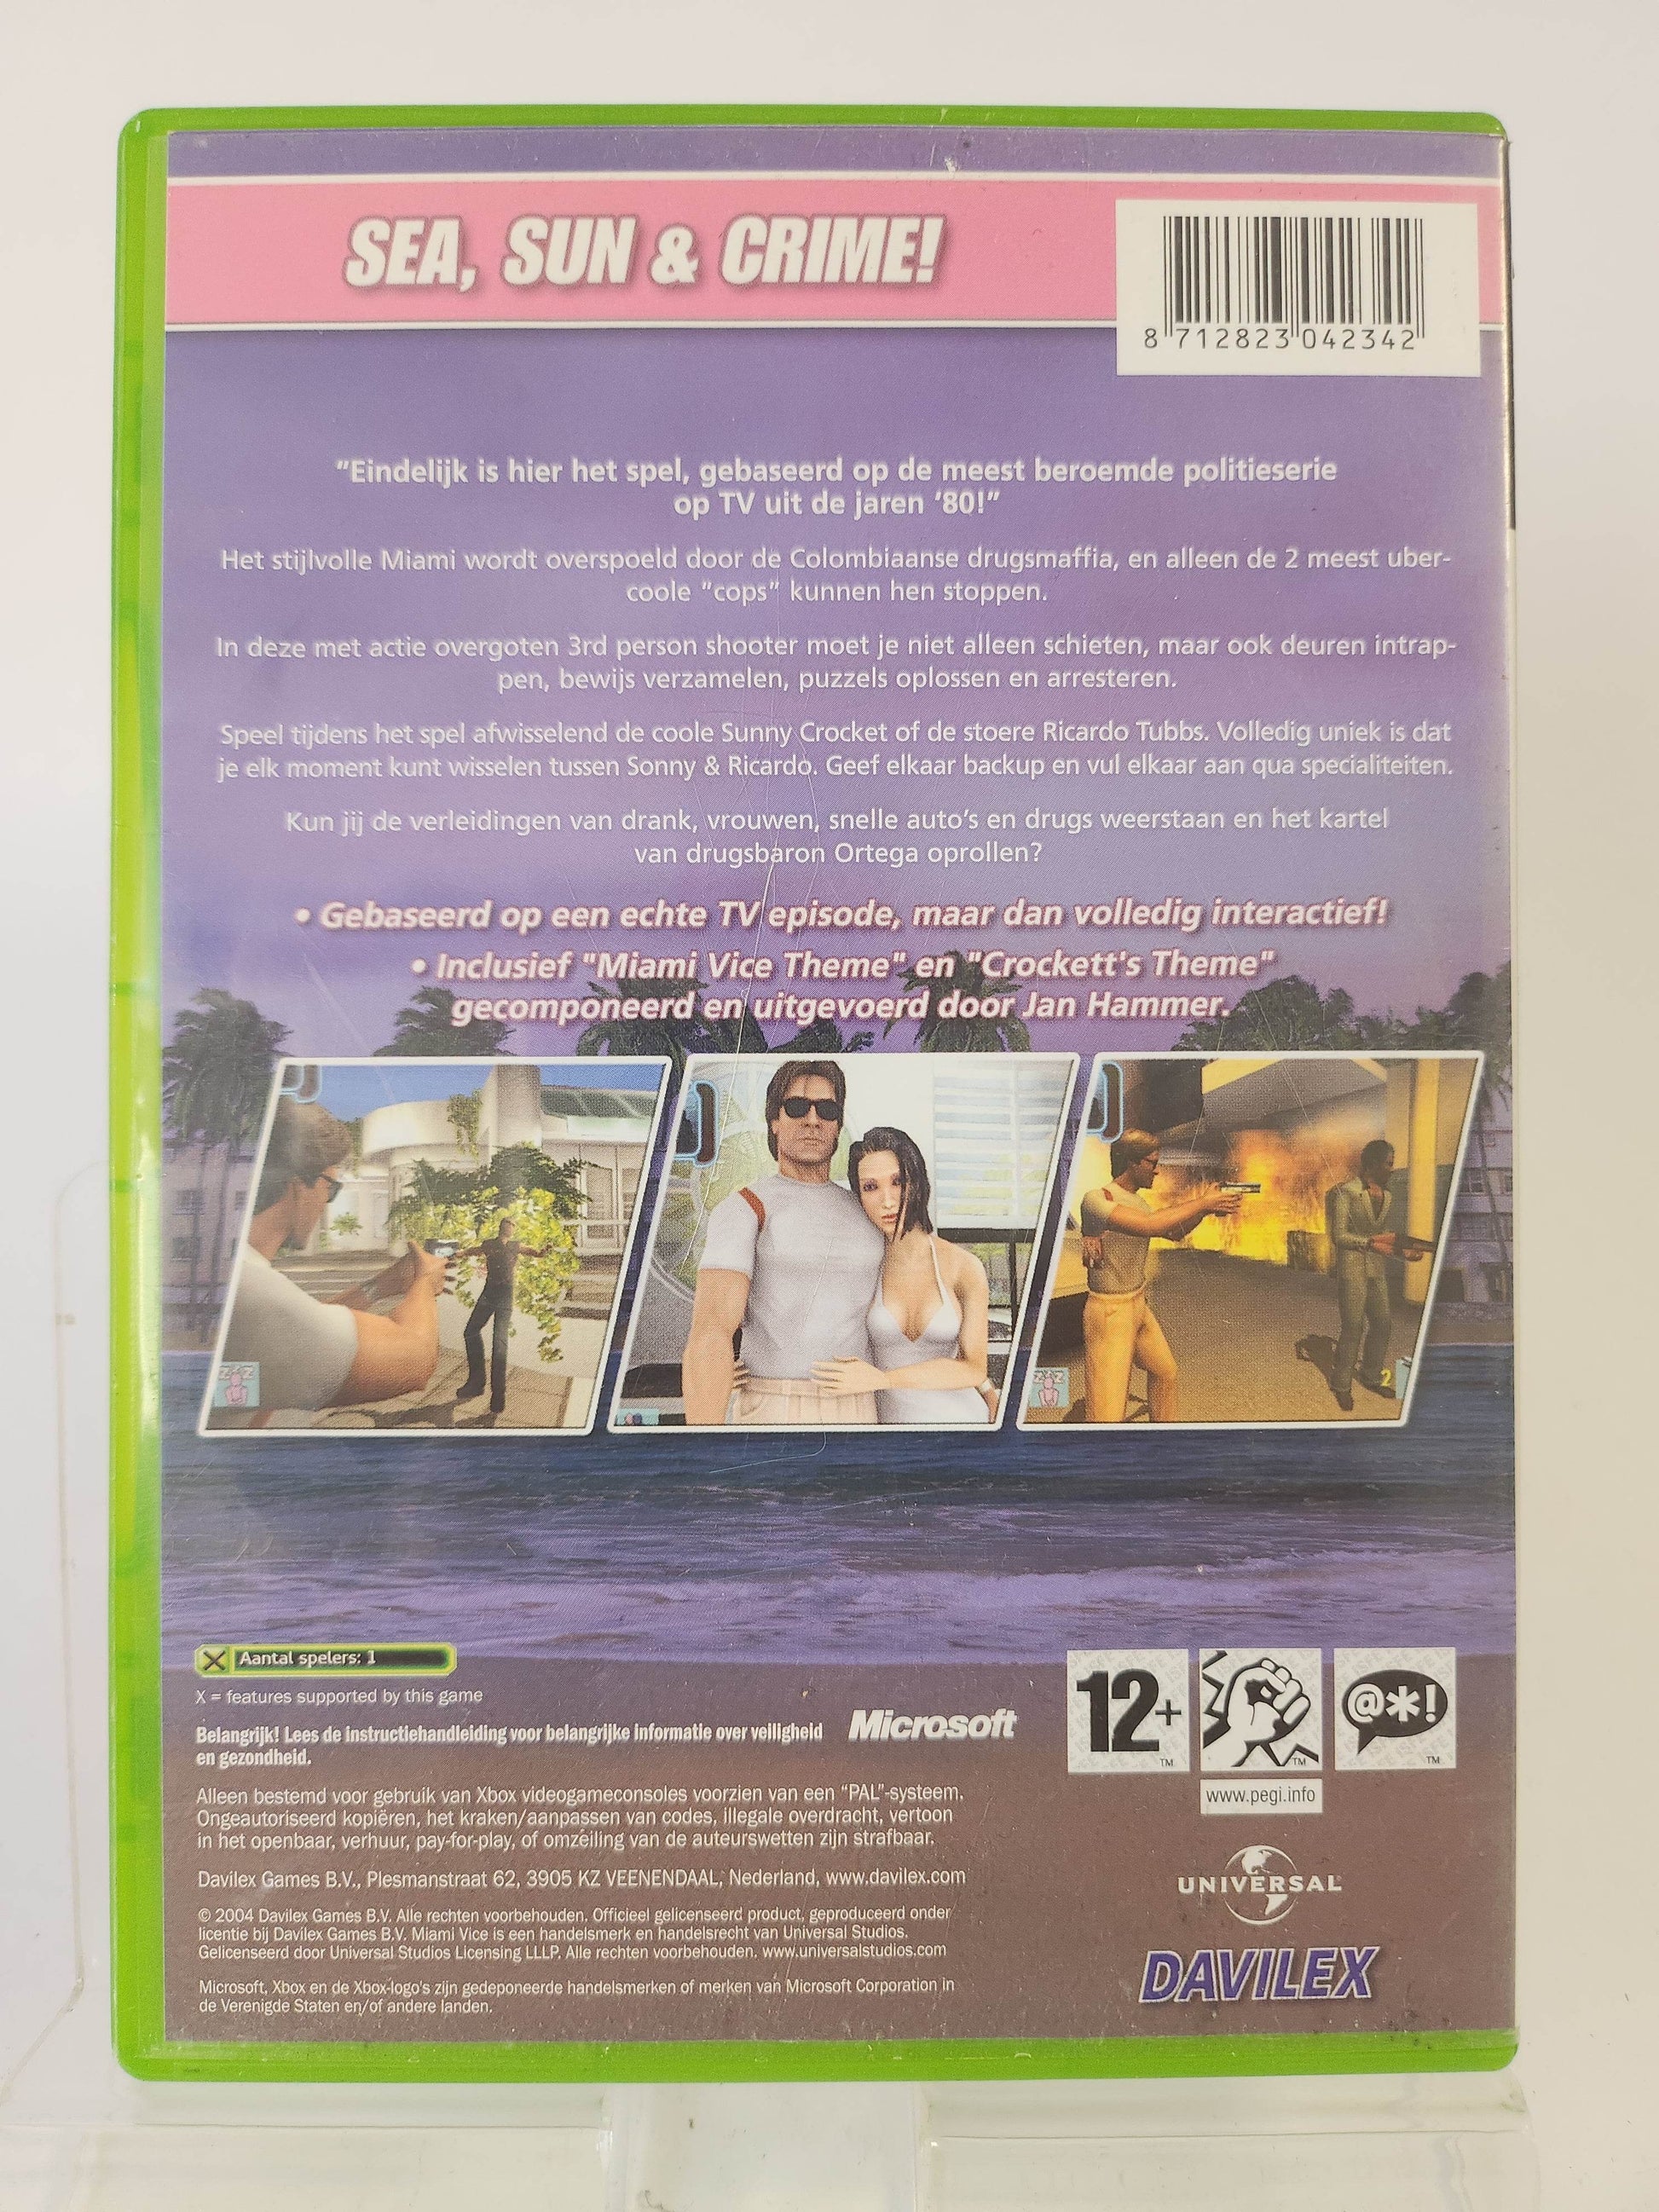 SEA, SUN & CRIME!
8 712823 042342
"Eindelijk is hier het spel, gebaseerd op de meest beroemde politieserie
op TV uit de jaren '80!"
Het stijlvolle Miami wordt overspoeld door de Colombiaanse drugsmaffia, en alleen de 2 meest uber-
coole "cops" kunnen hen stoppen.
In deze met actie overgoten 3rd person shooter moet je niet alleen schieten, maar ook deuren intrap-
pen, bewijs verzamelen, puzzels oplossen en arresteren.
Speel tijdens het spel afwisselend de coole Sunny Crocket of de stoere Ricardo Tubbs. Volledig uniek is dat
je elk moment kunt wisselen tussen Sonny & Ricardo. Geef elkaar backup en vul elkaar aan qua specialiteiten.
Kun jij de verleidingen van drank, vrouwen, snelle auto's en drugs weerstaan en het kartel
van drugsbaron Ortega oprollen?
• Gebaseerd op een echte TV episode, maar dan volledig interactief!
• Inclusief "Miami Vice Theme" en "Crockett's Theme"
gecomponeerd en uitgevoerd door Jan Hammer.
2
Aantal spelers: 1
X = features supported by this game
Belangrijk! Lees de instructiehandleiding voor belangrijke informatie over veiligheid
en gezondheid.
Microsoft
12+
TM
TM
@*!
TM
www.pegi.info
Alleen bestemd voor gebruik van Xbox videogameconsoles voorzien van een "PAL"-systeem.
Ongeautoriseerd kopiëren, het kraken/aanpassen van codes, illegale overdracht, vertoon
in het openbaar, verhuur, pay-for-play, of omzeiling van de auteurswetten zijn strafbaar.
Davilex Games B.V., Plesmanstraat 62, 3905 KZ VEENENDAAL, Nederland, www.davilex.com
© 2004 Davilex Games B.V. Alle rechten voorbehouden. Officieel gelicenseerd product, geproduceerd onder
licentie bij Davilex Games B.V. Miami Vice is een handelsmerk en handelsrecht van Universal Studios.
Gelicenseerd door Universal Studios Licensing LLLP. Alle rechten voorbehouden. www.universalstudios.com
Microsoft, Xbox en de Xbox-logo's zijn gedeponeerde handelsmerken of merken van Microsoft Corporation in
de Verenigde Staten en/of andere landen.
UNIVERSAL
DAVILEX